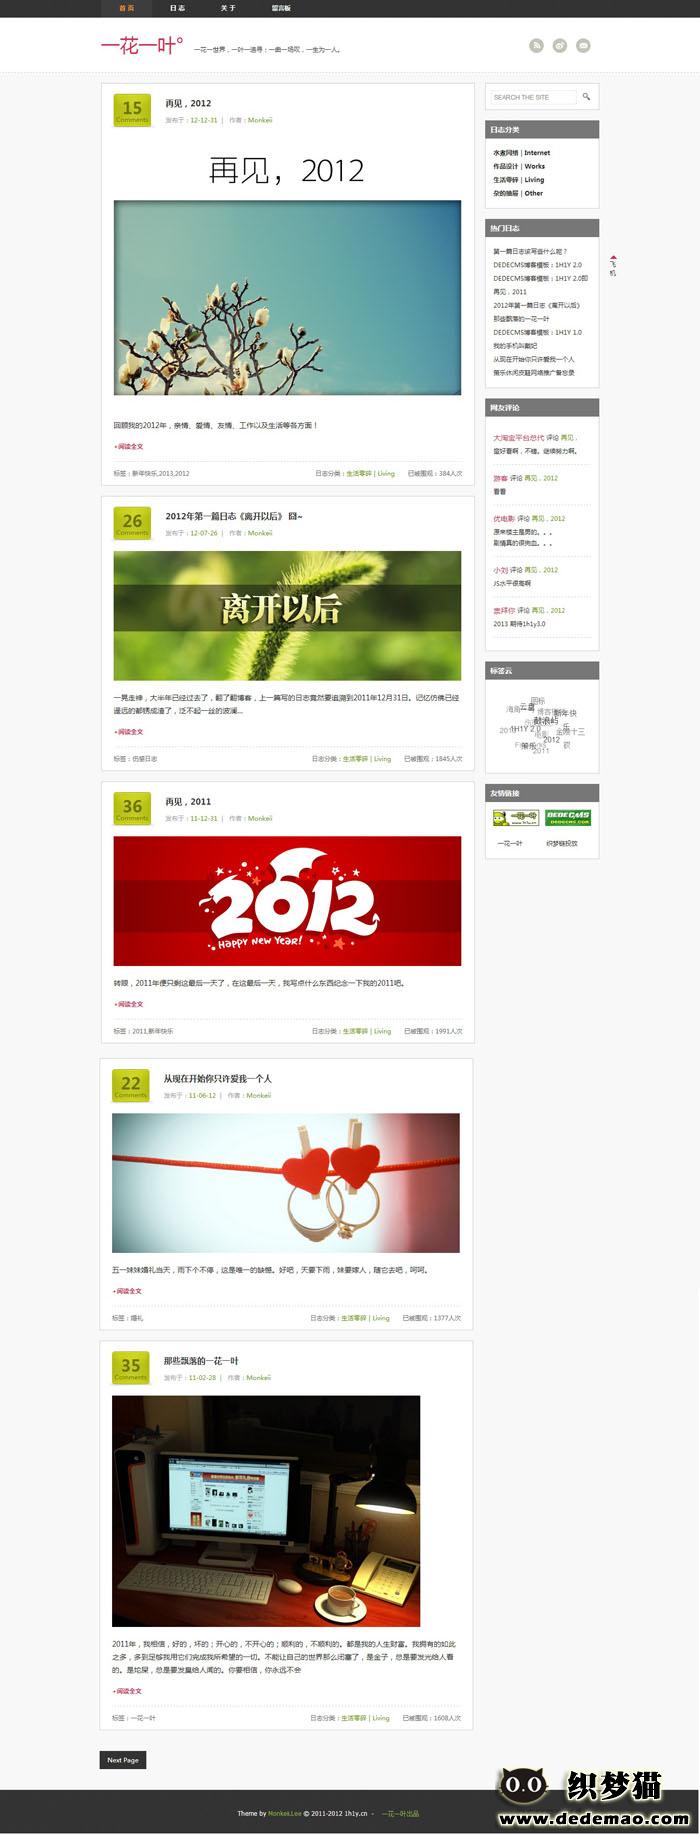 首 页 日 志 关 于 留言板
一花一叶°
一花一世界，一叶一追寻；一曲一场叹，一生为一人。
15
Comments
再见，2012
发布于：12-12-31 | 作者：Monkeii
再见，2012
回顾我的2012年，亲情、爱情、友情、工作以及生活等各方面！
+阅读全文
标签：新年快乐,2013,2012 日志分类：生活零碎 | Living 已被围观：384人次
26
Comments
2012年第一篇日志《离开以后》 囧~
发布于：12-07-26 | 作者：Monkeii
离开以后
一晃走神，大半年已经过去了，翻了翻博客，上一篇写的日志竟然要追溯到2011年12月31日。记忆仿佛已经
遥远的都锈成渣了，泛不起一丝的波澜...
+阅读全文
标签：伤感日志 日志分类：生活零碎 | Living 已被围观：1845人次
36
Comments
再见，2011
发布于：11-12-31 | 作者：Monkeii
2012
Happy New Year!
转眼，2011年便只剩这最后一天了，在这最后一天，我写点什么东西纪念一下我的2011吧。
+阅读全文
标签：2011,新年快乐 日志分类：生活零碎 | Living 已被围观：1991人次
22
Comments
从现在开始你只许爱我一个人
发布于：11-06-12 | 作者：Monkeii
五一妹妹婚礼当天，雨下个不停，这是唯一的缺憾。好吧，天要下雨，妹要嫁人，随它去吧，呵呵。
+阅读全文
标签：婚礼 日志分类：生活零碎 | Living 已被围观：1377人次
35
Comments
那些飘落的一花一叶
发布于：11-02-28 | 作者：Monkeii
2011年，我相信，好的，坏的；开心的，不开心的；顺利的，不顺利的。都是我的人生财富。我拥有的如此
之多，多到足够我用它们完成我所希望的一切。不能让自己的世界那么闭塞了，是金子，总是要发光给人看
的。是坨屎，总是要发臭给人闻的。你要相信，你永远不会
+阅读全文
标签：一花一叶 日志分类：生活零碎 | Living 已被围观：1608人次
Next Page
SEARCH THE SITE
日志分类
水煮网络 | Internet
作品设计 | Works
生活零碎 | Living
杂的抽屉 | Other
热门日志
第一篇日志该写些什么呢？
DEDECMS博客模板：1H1Y 2.0
DEDECMS博客模板：1H1Y 2.0即
再见，2011
2012年第一篇日志《离开以后》
那些飘落的一花一叶
DEDECMS博客模板：1H1Y 1.0
我的手机叫戴妃
从现在开始你只许爱我一个人
策乐休闲皮鞋网络推广备忘录
飞
机
网友评论
大淘宝平台总代 评论 再见，
蛮好看啊，不错。继续努力啊。
游客 评论 再见，2012
看看
优电影 评论 再见，2012
原来楼主是男的。。。
剧情真的很狗血。。。
小刘 评论 再见，2012
JS水平很高啊
崇拜你 评论 再见，2012
2013 期待1h1y3.0
标签云
图标
新年快
乐
1H1Y 2.0
电影
金刚十三
2012
2011
友情链接
一花一叶
DEDECMS
DEDECMS.COM
一花一叶 织梦链投放
Theme by Monkeii.Lee © 2011-2012 1h1y.cn - 一花一叶出品
0.0 织梦猫
www.dedemao.com